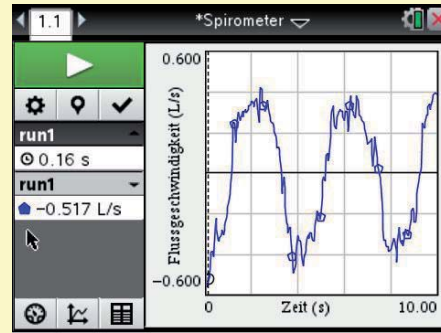 1.1
*Spirometer
run1
0.16 s
run1
-0.517 L/s
0.600
Flussgeschwindigkeit (L/s)
-0.600
0
Zeit (s)
10.00